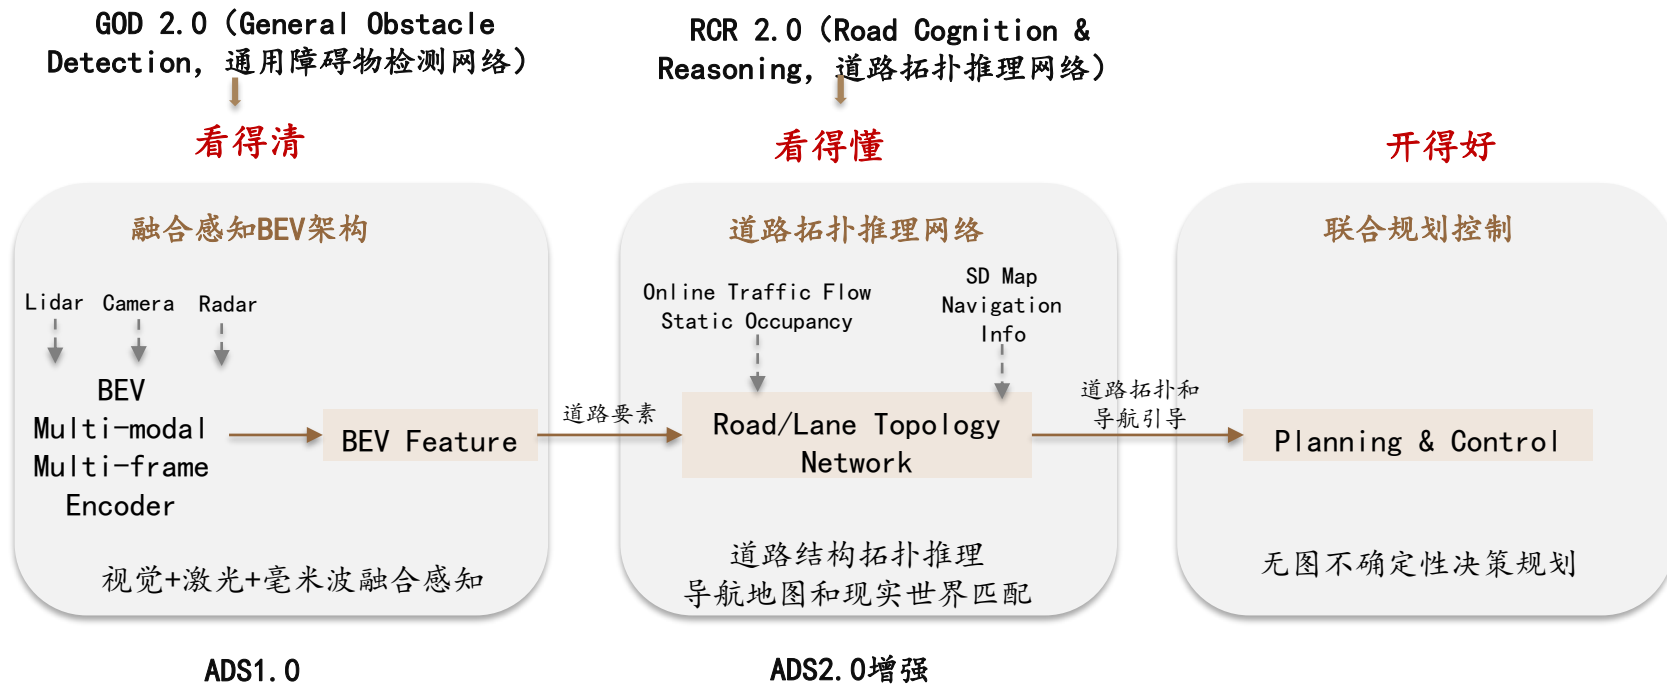 GOD 2.0（General Obstacle
Detection, 通用障碍物检测网络）
看得清
融合感知BEV架构
Lidar
Camera
Radar
BEV
Multi-modal
Multi-frame
Encoder
BEV Feature
视觉+激光+毫米波融合感知
ADS1.0
道路要素
RCR 2.0（Road Cognition &
Reasoning, 道路拓扑推理网络）
看得懂
道路拓扑推理网络
Online Traffic Flow
Static Occupancy
SD Map
Navigation
Info
Road/Lane Topology
Network
道路结构拓扑推理
导航地图和现实世界匹配
ADS2.0增强
道路拓扑和
导航引导
开得好
联合规划控制
Planning & Control
无图不确定性决策规划